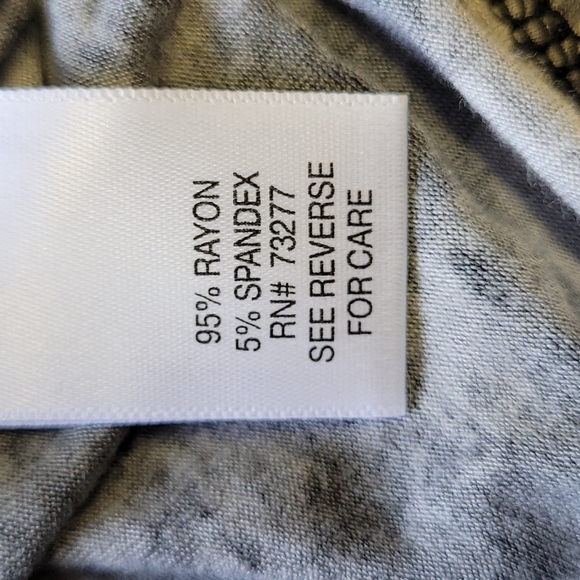 95% RAYON
5% SPANDEX
RN# 73277
SEE REVERSE
FOR CARE